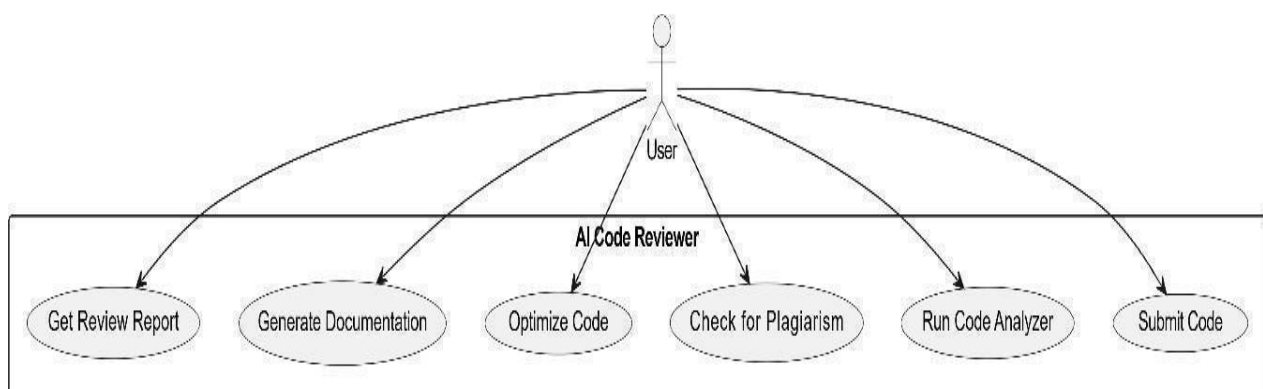 User
AI Code Reviewer
Get Review Report
Generate Documentation
Optimize Code
Check for Plagiarism
Run Code Analyzer
Submit Code